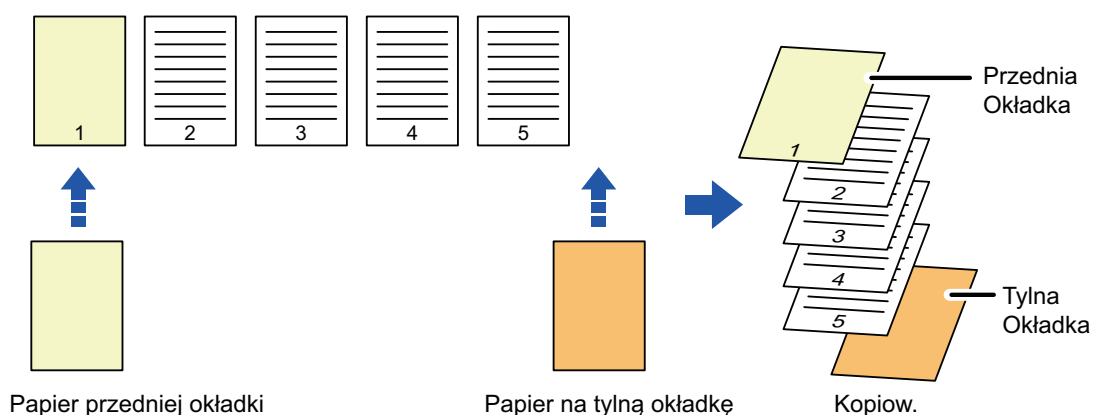 1 2 3 4 5
Przednia
Okładka
1
2
3
4
5
Tylna
Okładka
Papier przedniej okładki Papier na tylną okładkę Kopiow.